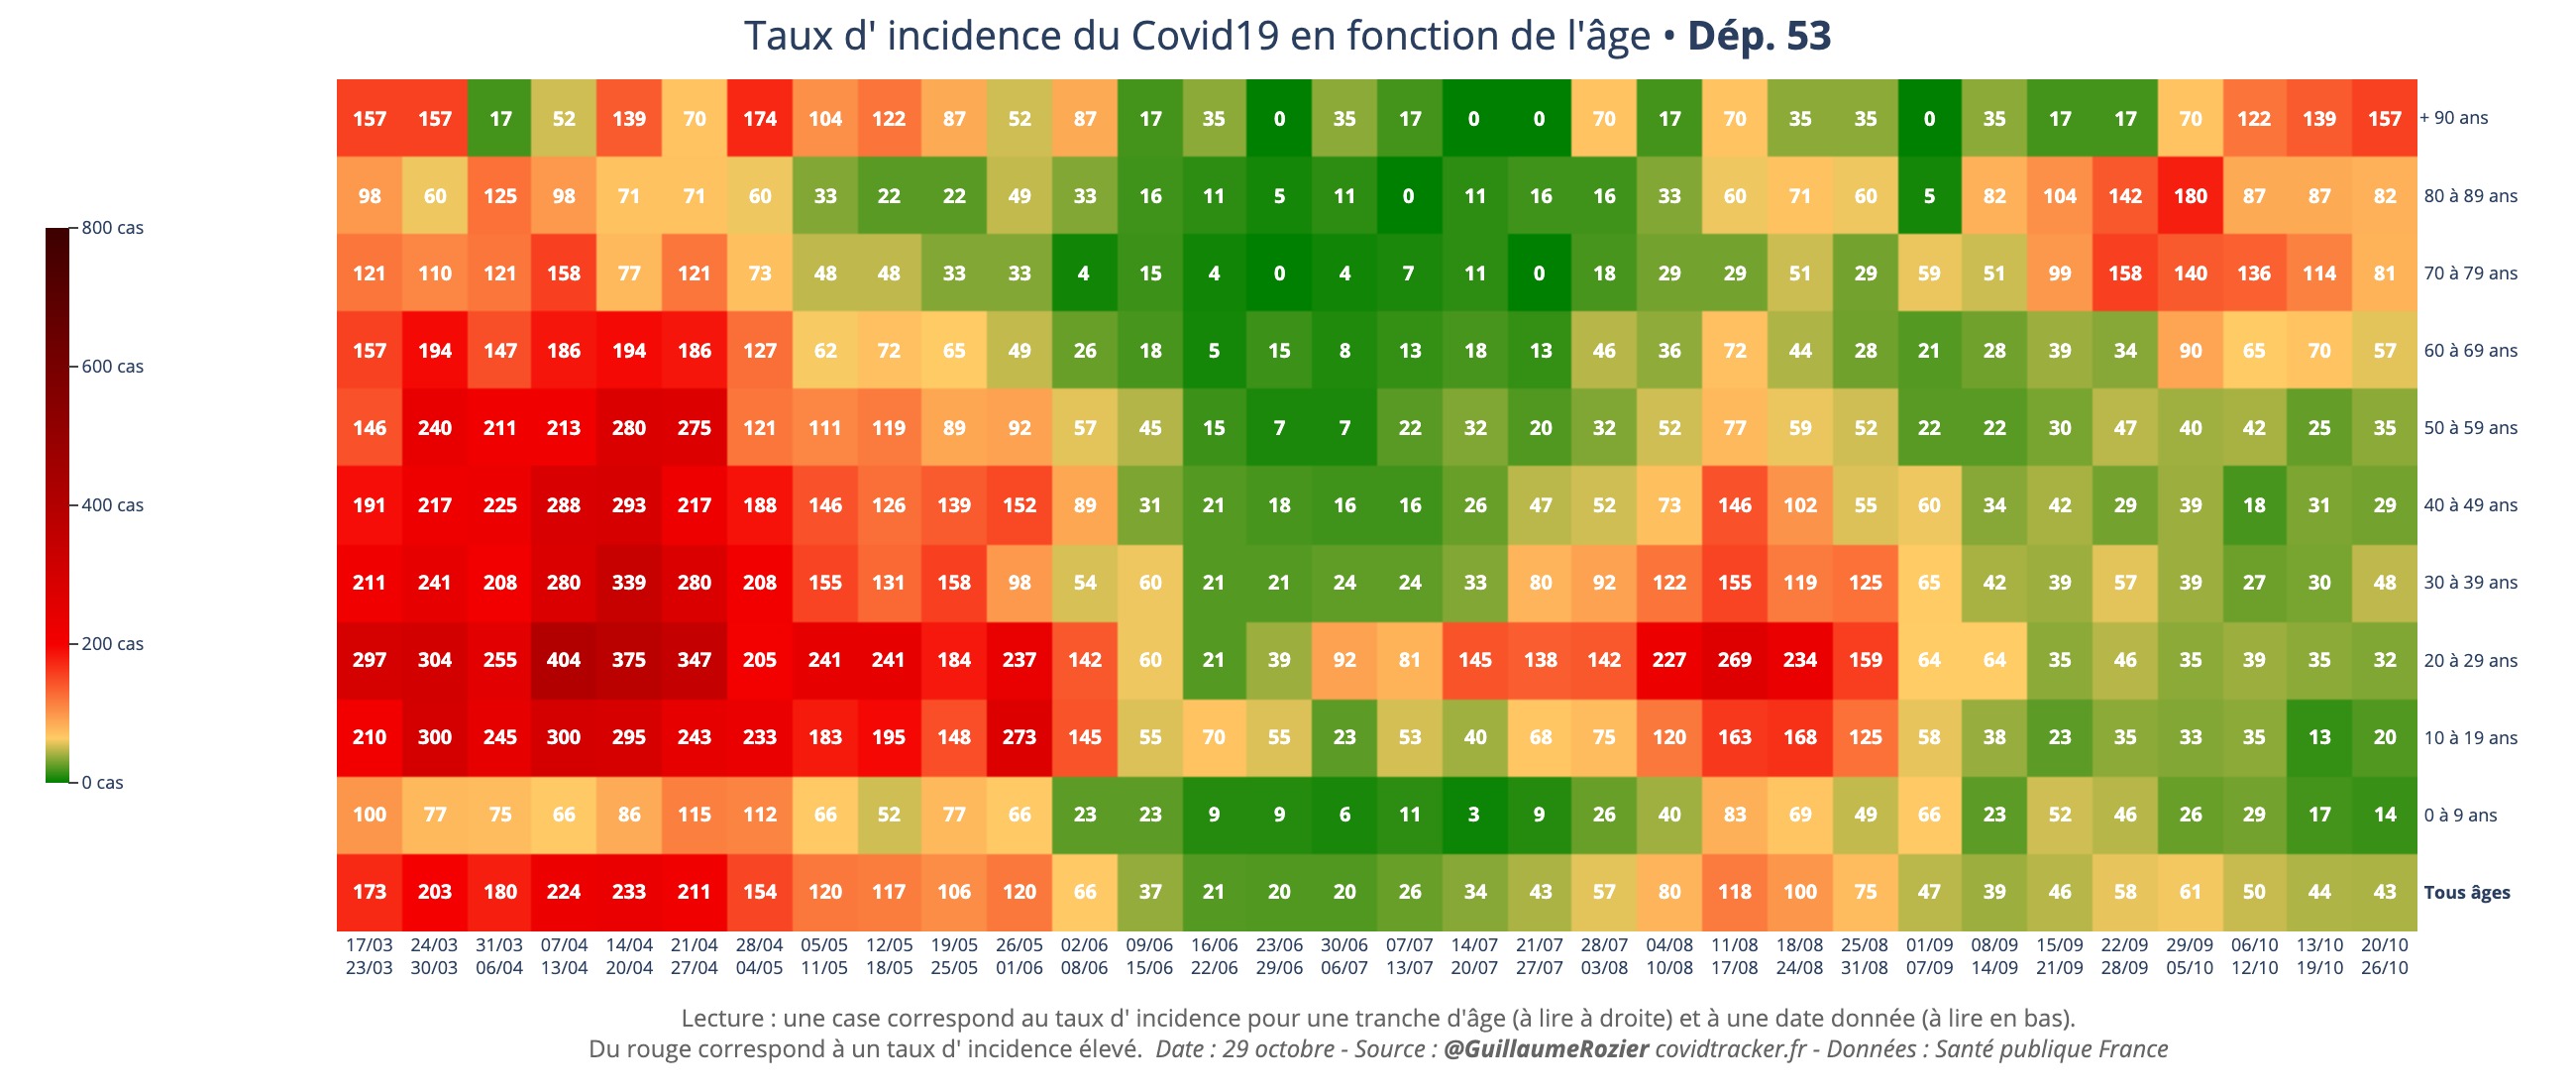 Taux d' incidence du Covid19 en fonction de l'âge • Dép. 53
800 cas
600 cas
400 cas
200 cas
0 cas
157 157 17 52 139 70 174 104 122 87 52 87 17 35 0 35 17 0 0 70 17 70 35 35 0 35 17 17 70 122 139 157 + 90 ans
98 60 125 98 71 71 60 33 22 22 49 33 16 11 5 11 0 11 16 16 33 60 71 60 5 82 104 142 180 87 87 82 80 à 89 ans
121 110 121 158 77 121 73 48 48 33 33 4 15 4 0 4 7 11 0 18 29 29 51 29 59 51 99 158 140 136 114 81 70 à 79 ans
157 194 147 186 194 186 127 62 72 65 49 26 18 5 15 8 13 18 13 46 36 72 44 28 21 28 39 34 90 65 70 57 60 à 69 ans
146 240 211 213 280 275 121 111 119 89 92 57 45 15 7 7 22 32 20 32 52 77 59 52 22 22 30 47 40 42 25 35 50 à 59 ans
191 217 225 288 293 217 188 146 126 139 152 89 31 21 18 16 16 26 47 52 73 146 102 55 60 34 42 29 39 18 31 29 40 à 49 ans
211 241 208 280 339 280 208 155 131 158 98 54 60 21 21 24 24 33 80 92 122 155 119 125 65 42 39 57 39 27 30 48 30 à 39 ans
297 304 255 404 375 347 205 241 241 184 237 142 60 21 39 92 81 145 138 142 227 269 234 159 64 64 35 46 35 39 35 32 20 à 29 ans
210 300 245 300 295 243 233 183 195 148 273 145 55 70 55 23 53 40 68 75 120 163 168 125 58 38 23 35 33 35 13 20 10 à 19 ans
100 77 75 66 86 115 112 66 52 77 66 23 23 9 9 6 11 3 9 26 40 83 69 49 66 23 52 46 26 29 17 14 0 à 9 ans
173 203 180 224 233 211 154 120 117 106 120 66 37 21 20 20 26 34 43 57 80 118 100 75 47 39 46 58 61 50 44 43 Tous âges
17/03 24/03 31/03 07/04 14/04 21/04 28/04 05/05 12/05 19/05 26/05 02/06 09/06 16/06 23/06 30/06 07/07 14/07 21/07 28/07 04/08 11/08 18/08 25/08 01/09 08/09 15/09 22/09 29/09 06/10 13/10 20/10
23/03 30/03 06/04 13/04 20/04 27/04 04/05 11/05 18/05 25/05 01/06 08/06 15/06 22/06 29/06 06/07 13/07 20/07 27/07 03/08 10/08 17/08 24/08 31/08 07/09 14/09 21/09 28/09 05/10 12/10 19/10 26/10
Lecture : une case correspond au taux d' incidence pour une tranche d'âge (à lire à droite) et à une date donnée (à lire en bas).
Du rouge correspond à un taux d' incidence élevé. Date : 29 octobre - Source : @GuillaumeRozier covidtracker.fr - Données : Santé publique France